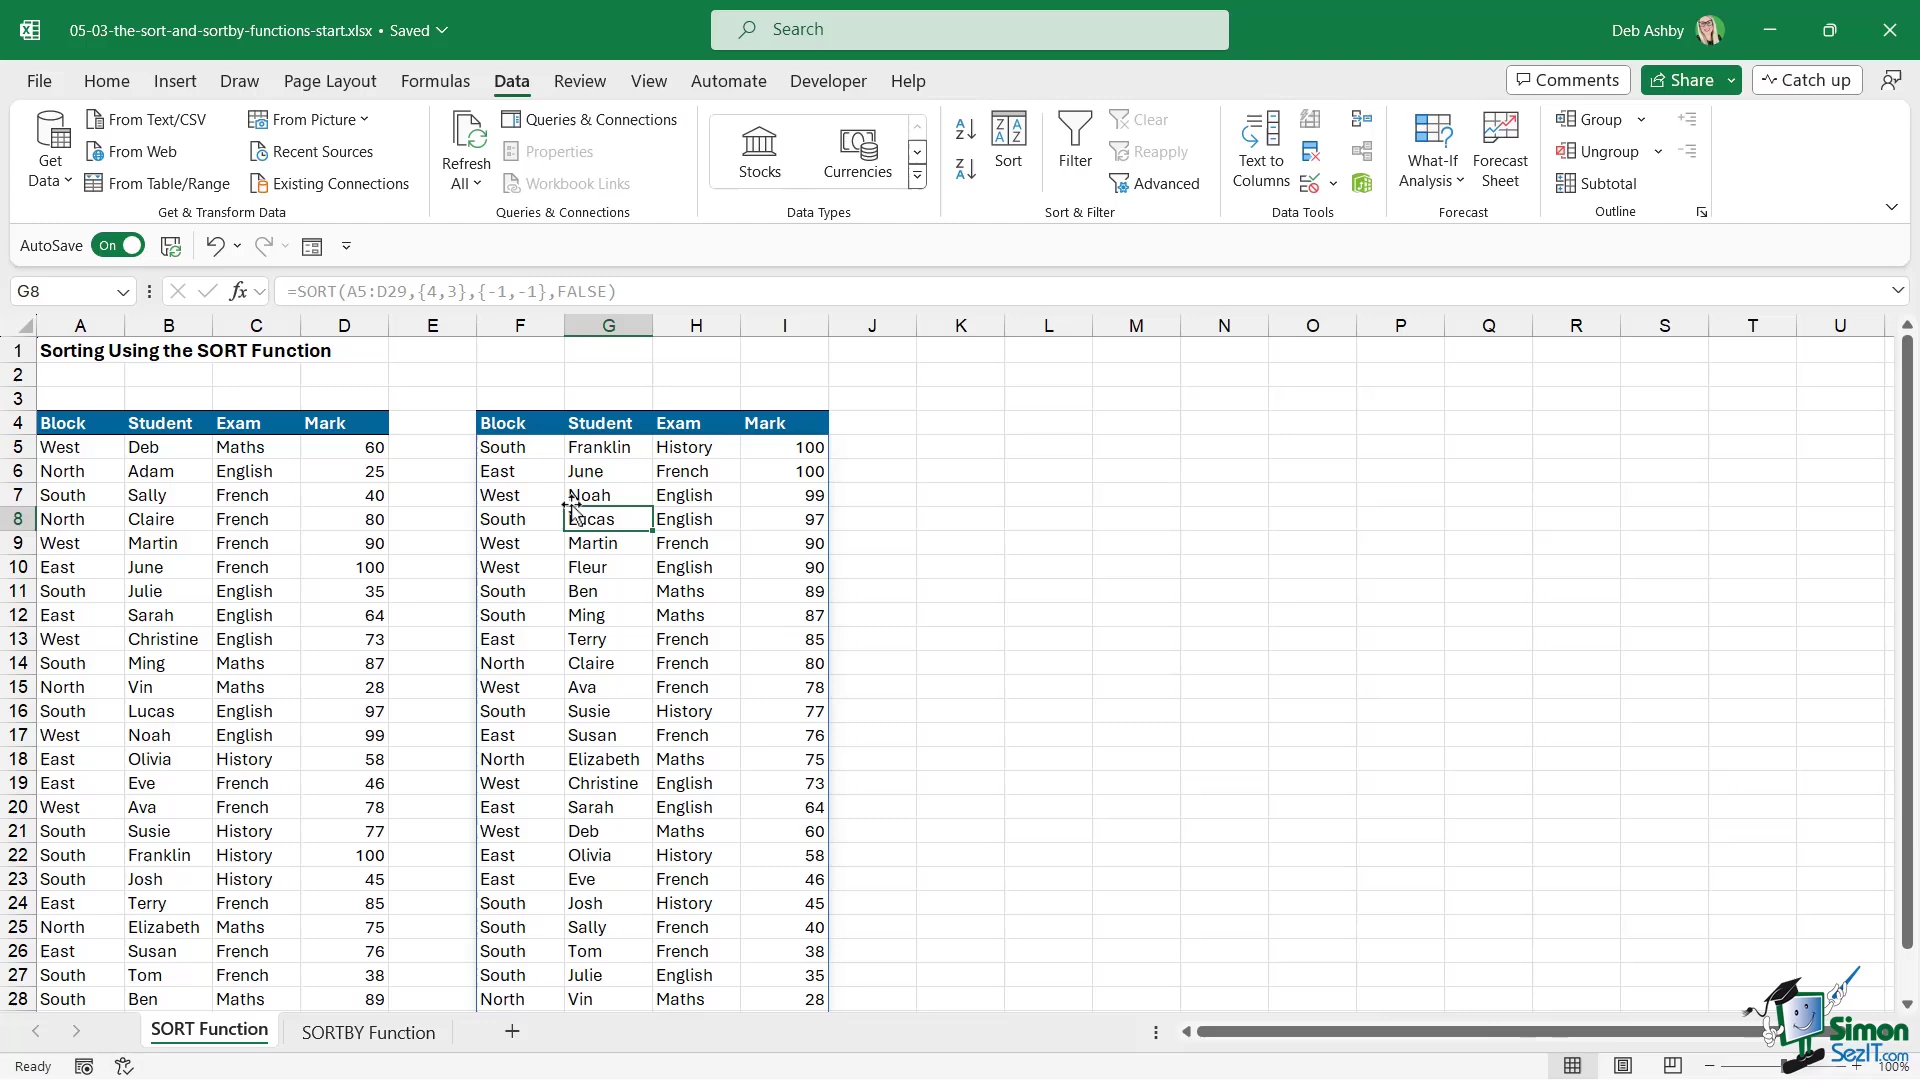 05-03-the-sort-and-sortby-functions-start.xlsx • Saved
Search
Deb Ashby
File Home Insert Draw Page Layout Formulas Data Review View Automate Developer Help
Comments Share Catch up
Get Data
From Text/CSV
From Web
From Table/Range
From Picture
Recent Sources
Existing Connections
Get & Transform Data
Refresh All
Queries & Connections
Properties
Workbook Links
Queries & Connections
Stocks
Currencies
Data Types
Sort
Filter
Clear
Reapply
Advanced
Sort & Filter
Text to Columns
Data Tools
What-If Analysis
Forecast Sheet
Forecast
Group
Ungroup
Subtotal
Outline
AutoSave On
G8 fx =SORT(A5:D29,{4,3},{-1,-1},FALSE)
A B C D E F G H I J K L M N O P Q R S T U
1 Sorting Using the SORT Function
2
3
4 Block Student Exam Mark Block Student Exam Mark
5 West Deb Maths 60 South Franklin History 100
6 North Adam English 25 East June French 100
7 South Sally French 40 West Noah English 99
8 North Claire French 80 South Lucas English 97
9 West Martin French 90 West Martin French 90
10 East June French 100 West Fleur English 90
11 South Julie English 35 South Ben Maths 89
12 East Sarah English 64 South Ming Maths 87
13 West Christine English 73 East Terry French 85
14 South Ming Maths 87 North Claire French 80
15 North Vin Maths 28 West Ava French 78
16 South Lucas English 97 South Susie History 77
17 West Noah English 99 East Susan French 76
18 East Olivia History 58 North Elizabeth Maths 75
19 East Eve French 46 West Christine English 73
20 West Ava French 78 East Sarah English 64
21 South Susie History 77 West Deb Maths 60
22 South Franklin History 100 East Olivia History 58
23 South Josh History 45 East Eve French 46
24 East Terry French 85 South Josh History 45
25 North Elizabeth Maths 75 South Sally French 40
26 East Susan French 76 South Tom French 38
27 South Tom French 38 South Julie English 35
28 South Ben Maths 89 North Vin Maths 28
SORT Function SORTBY Function
Ready
100%
Simon
SezIT.com